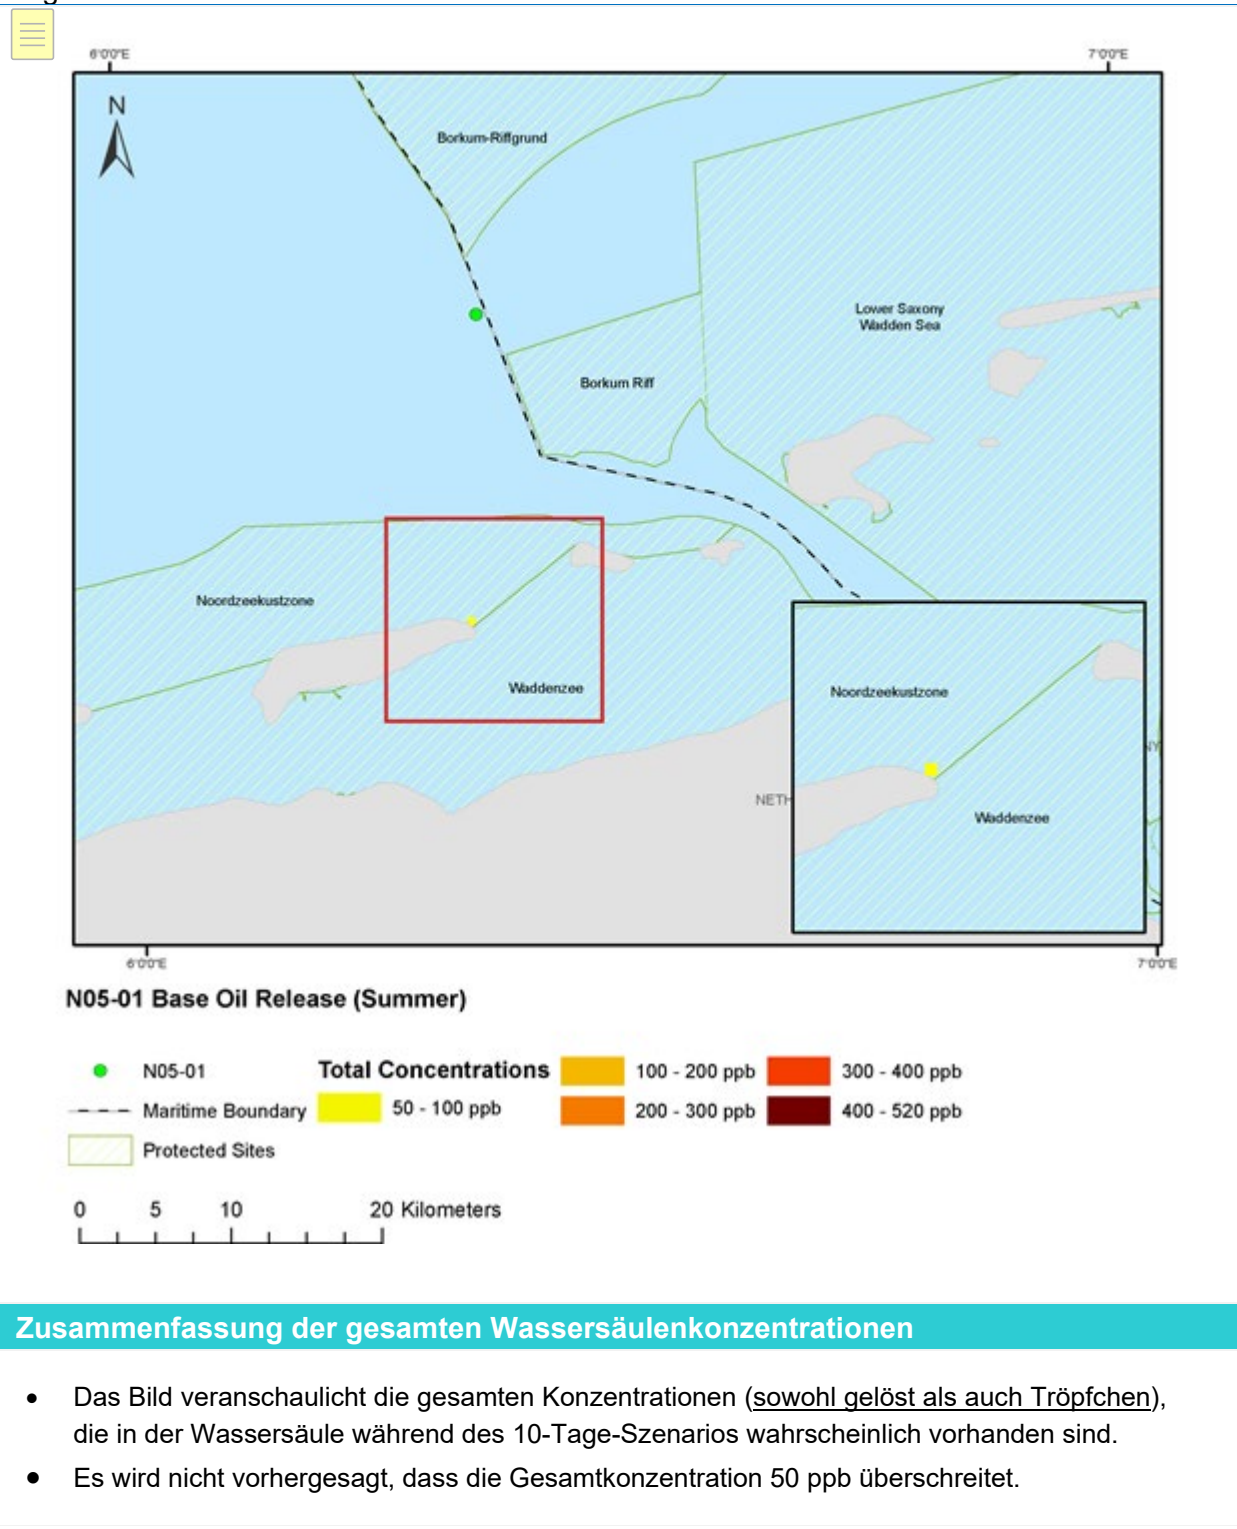 6°0'0"E 7°0'0"E
N
Borkum-Riffgrund
Lower Saxony
Wadden Sea
Borkum Riff
Noordzeekustzone
Waddenzee
Noordzeekustzone
Waddenzee
6°0'0"E 7°0'0"E
N05-01 Base Oil Release (Summer)
N05-01
Maritime Boundary
Protected Sites
Total Concentrations
50 - 100 ppb
100 - 200 ppb
200 - 300 ppb
300 - 400 ppb
400 - 520 ppb
0 5 10 20 Kilometers
Zusammenfassung der gesamten Wassersäulenkonzentrationen
• Das Bild veranschaulicht die gesamten Konzentrationen (sowohl gelöst als auch Tröpfchen),
die in der Wassersäule während des 10-Tage-Szenarios wahrscheinlich vorhanden sind.
• Es wird nicht vorhergesagt, dass die Gesamtkonzentration 50 ppb überschreitet.